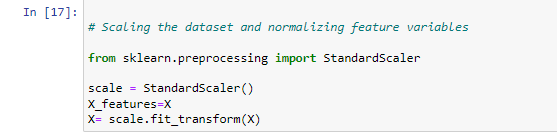 In [17]:
# Scaling the dataset and normalizing feature variables
from sklearn.preprocessing import StandardScaler
scale = StandardScaler()
X_features=X
X= scale.fit_transform(X)